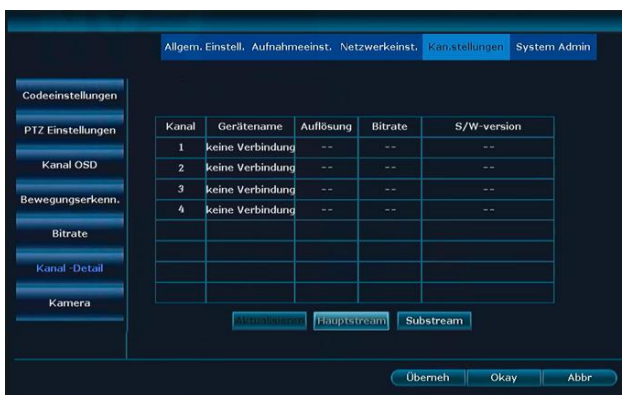 Allgem. Einstell. Aufnahmeeinst. Netzwerkeinst. Kan.stellungen System Admin
Codeeinstellungen
PTZ Einstellungen
Kanal OSD
Bewegungserkenn.
Bitrate
Kanal -Detail
Kamera
Kanal Gerätename Auflösung Bitrate S/W-version
1 keine Verbindung -- -- --
2 keine Verbindung -- -- --
3 keine Verbindung -- -- --
4 keine Verbindung -- -- --
Aktualisieren Hauptstream Substream
Überneh Okay Abbr